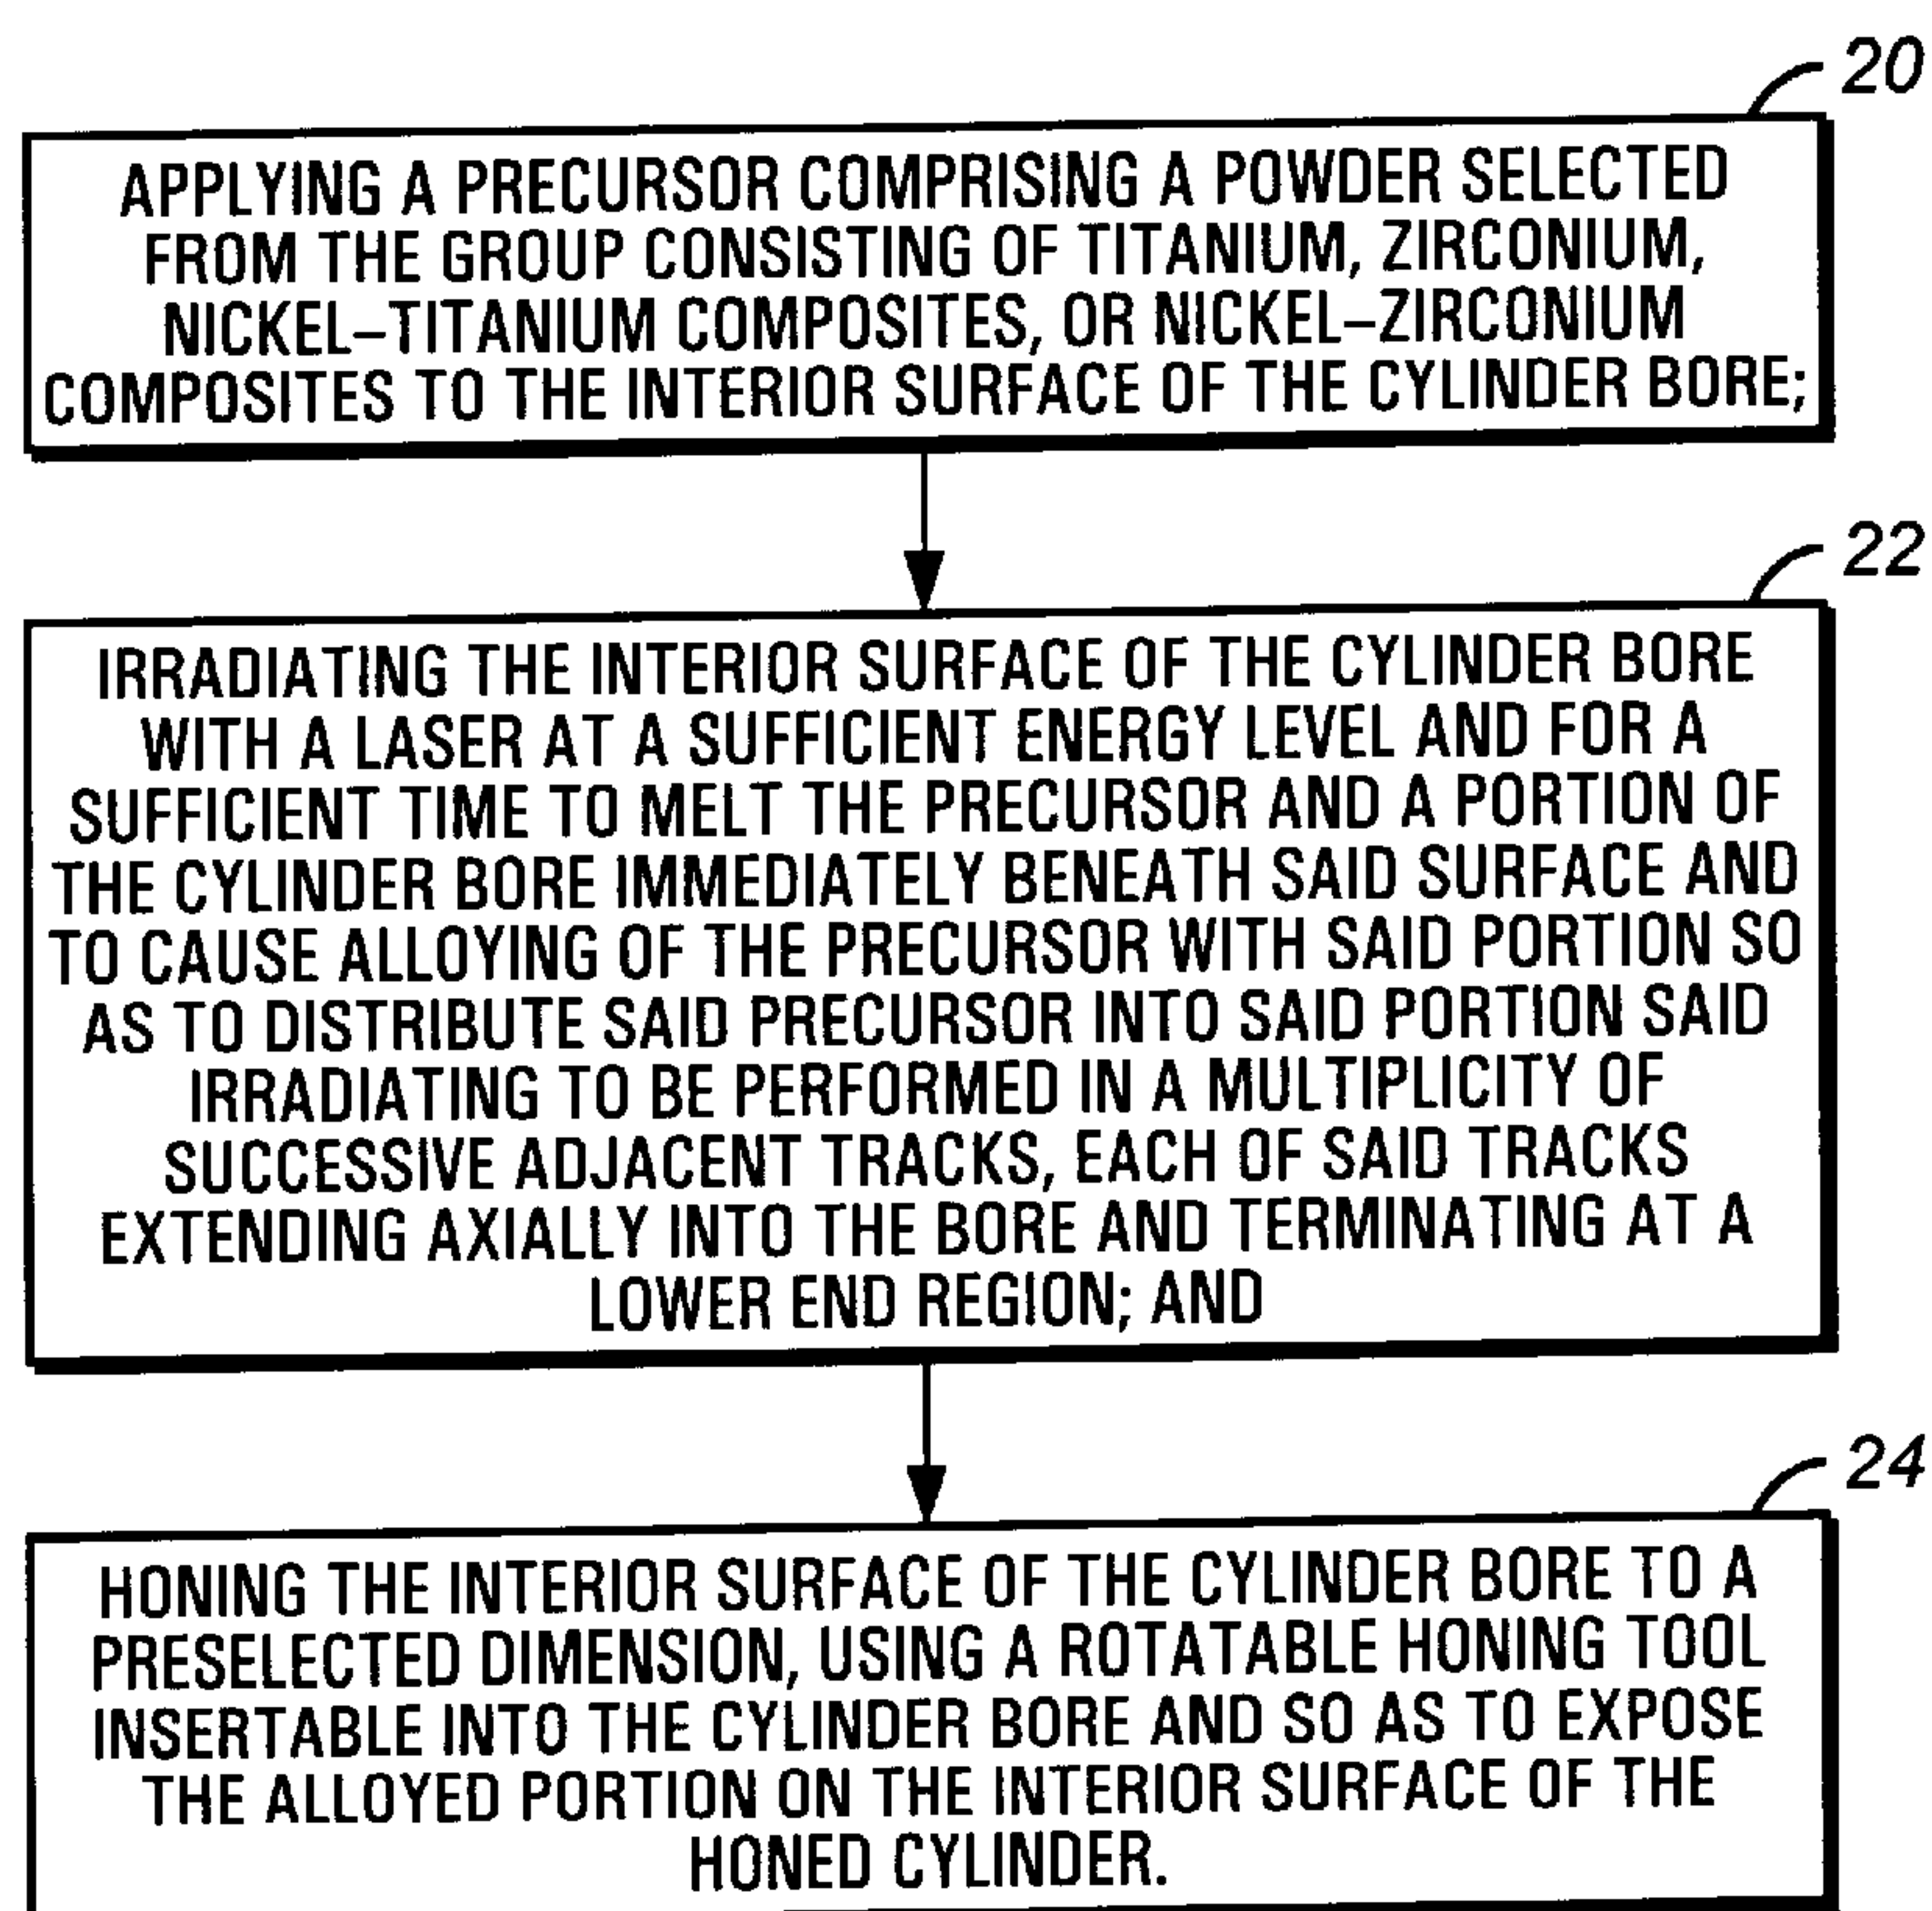 20
APPLYING A PRECURSOR COMPRISING A POWDER SELECTED
FROM THE GROUP CONSISTING OF TITANIUM, ZIRCONIUM,
NICKEL–TITANIUM COMPOSITES, OR NICKEL–ZIRCONIUM
COMPOSITES TO THE INTERIOR SURFACE OF THE CYLINDER BORE;
22
IRRADIATING THE INTERIOR SURFACE OF THE CYLINDER BORE
WITH A LASER AT A SUFFICIENT ENERGY LEVEL AND FOR A
SUFFICIENT TIME TO MELT THE PRECURSOR AND A PORTION OF
THE CYLINDER BORE IMMEDIATELY BENEATH SAID SURFACE AND
TO CAUSE ALLOYING OF THE PRECURSOR WITH SAID PORTION SO
AS TO DISTRIBUTE SAID PRECURSOR INTO SAID PORTION SAID
IRRADIATING TO BE PERFORMED IN A MULTIPLICITY OF
SUCCESSIVE ADJACENT TRACKS, EACH OF SAID TRACKS
EXTENDING AXIALLY INTO THE BORE AND TERMINATING AT A
LOWER END REGION; AND
24
HONING THE INTERIOR SURFACE OF THE CYLINDER BORE TO A
PRESELECTED DIMENSION, USING A ROTATABLE HONING TOOL
INSERTABLE INTO THE CYLINDER BORE AND SO AS TO EXPOSE
THE ALLOYED PORTION ON THE INTERIOR SURFACE OF THE
HONED CYLINDER.